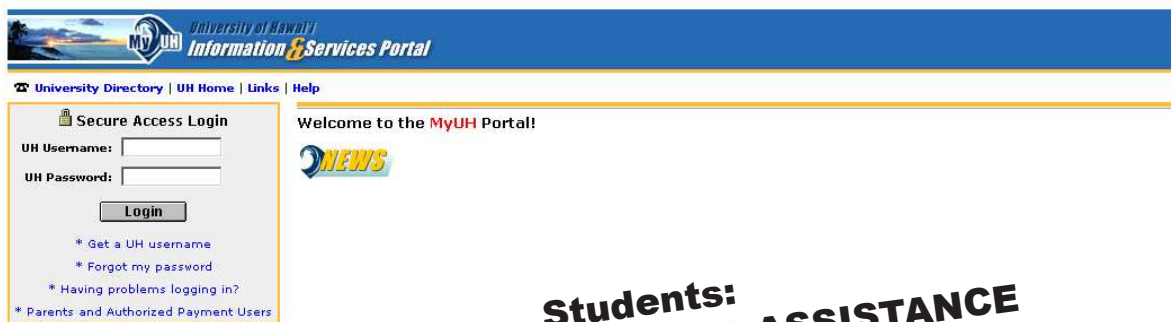 MyUH
University of Hawai'i
Information & Services Portal
University Directory | UH Home | Links | Help
Secure Access Login
UH Username:
UH Password:
Login
* Get a UH username
* Forgot my password
* Having problems logging in?
* Parents and Authorized Payment Users
Welcome to the MyUH Portal!
NEWS
Students:
ASSISTANCE